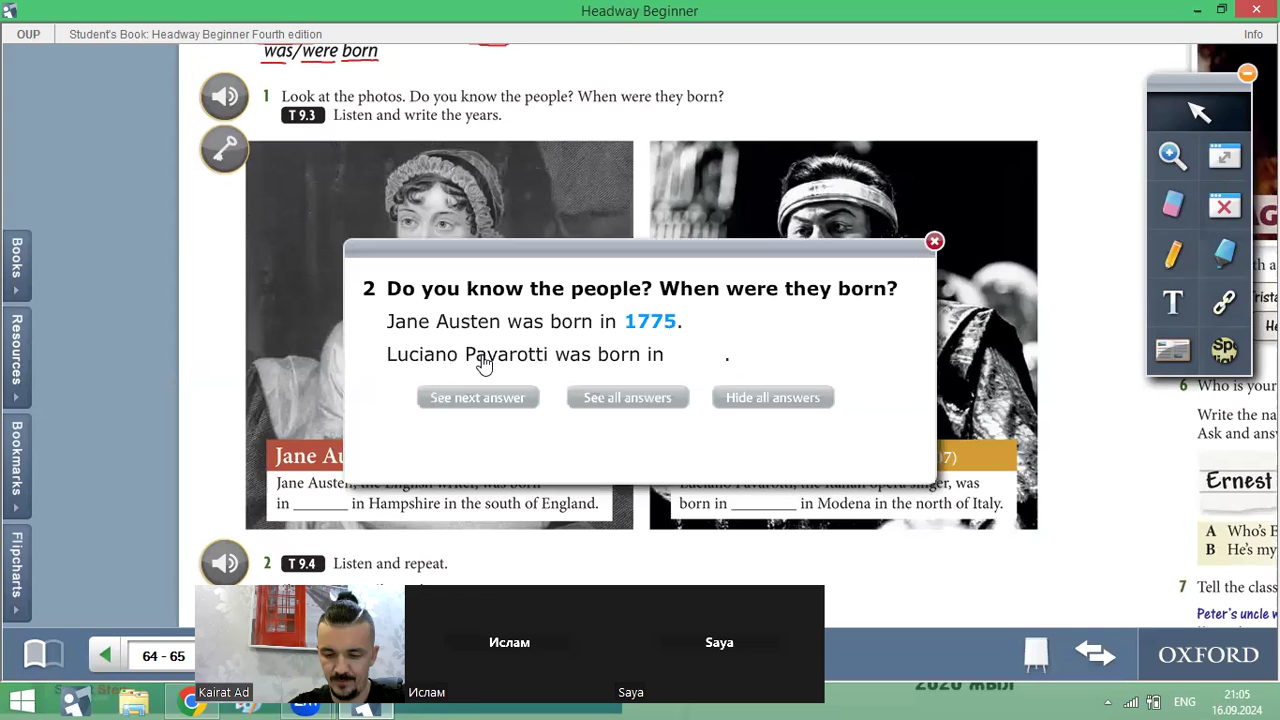 Headway Beginner
OUP Student's Book: Headway Beginner Fourth edition Info
was/were born
1 Look at the photos. Do you know the people? When were they born?
T 9.3 Listen and write the years.
2 Do you know the people? When were they born?
Jane Austen was born in 1775.
Luciano Pavarotti was born in .
See next answer See all answers Hide all answers
Jane Au
7)
Jane Austen, the English writer, was born
in _______ in Hampshire in the south of England.
Luciano Pavarotti, the Italian opera singer, was
born in ________ in Modena in the north of Italy.
2 T 9.4 Listen and repeat.
Books
Resources
Bookmarks
Flipcharts
T
6 Who is your
Write the na
Ask and ans
Ernest
A Who's E
B He's my
7 Tell the class
Peter's uncle w
Kairat Ad
Ислам
Ислам
Saya
Saya
64 - 65
OXFORD
ENG
21:05
16.09.2024